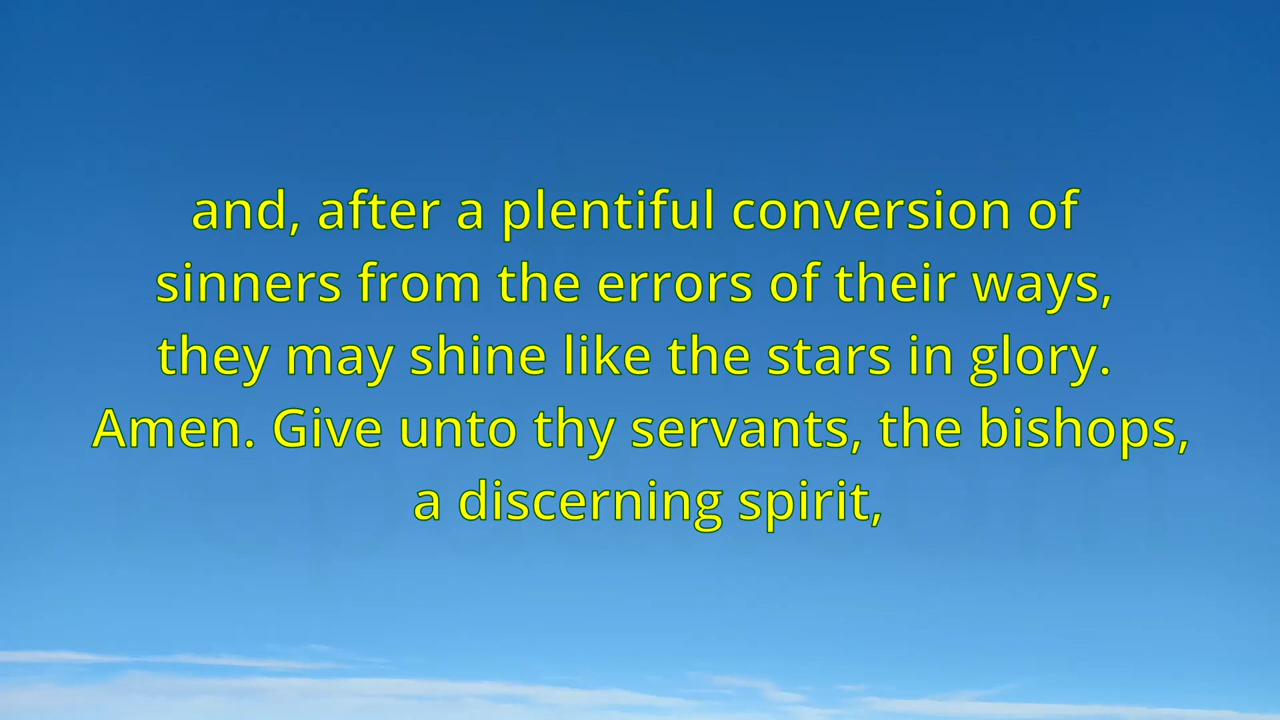 and, after a plentiful conversion of
sinners from the errors of their ways,
they may shine like the stars in glory.
Amen. Give unto thy servants, the bishops,
a discerning spirit,